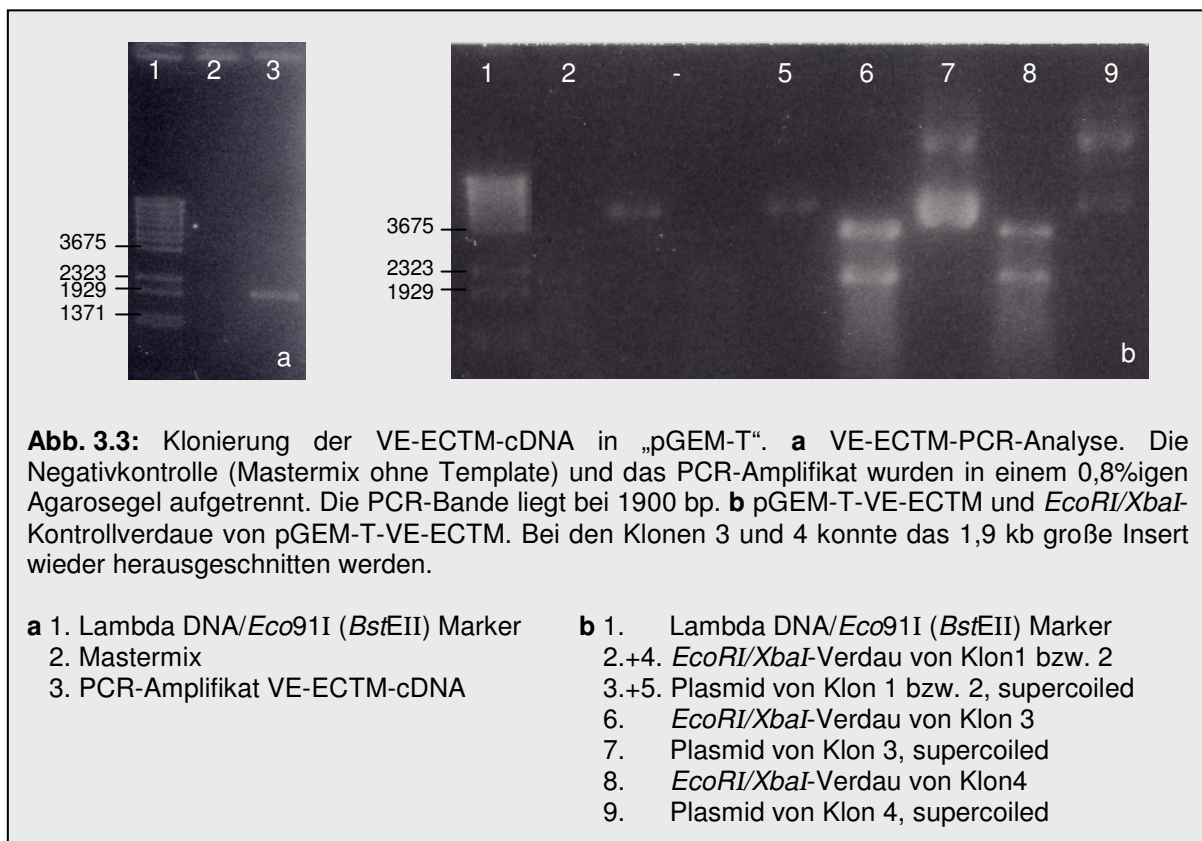 1 2 3
3675
2323
1929
1371
a
1 2 - 5 6 7 8 9
3675
2323
1929
b
Abb. 3.3: Klonierung der VE-ECTM-cDNA in „pGEM-T“. a VE-ECTM-PCR-Analyse. Die
Negativkontrolle (Mastermix ohne Template) und das PCR-Amplifikat wurden in einem 0,8%igen
Agarosegel aufgetrennt. Die PCR-Bande liegt bei 1900 bp. b pGEM-T-VE-ECTM und EcoRI/XbaI-
Kontrollverdaue von pGEM-T-VE-ECTM. Bei den Klonen 3 und 4 konnte das 1,9 kb große Insert
wieder herausgeschnitten werden.
a 1. Lambda DNA/Eco91I (BstEII) Marker
2. Mastermix
3. PCR-Amplifikat VE-ECTM-cDNA
b 1. Lambda DNA/Eco91I (BstEII) Marker
2.+4. EcoRI/XbaI-Verdau von Klon1 bzw. 2
3.+5. Plasmid von Klon 1 bzw. 2, supercoiled
6. EcoRI/XbaI-Verdau von Klon 3
7. Plasmid von Klon 3, supercoiled
8. EcoRI/XbaI-Verdau von Klon4
9. Plasmid von Klon 4, supercoiled